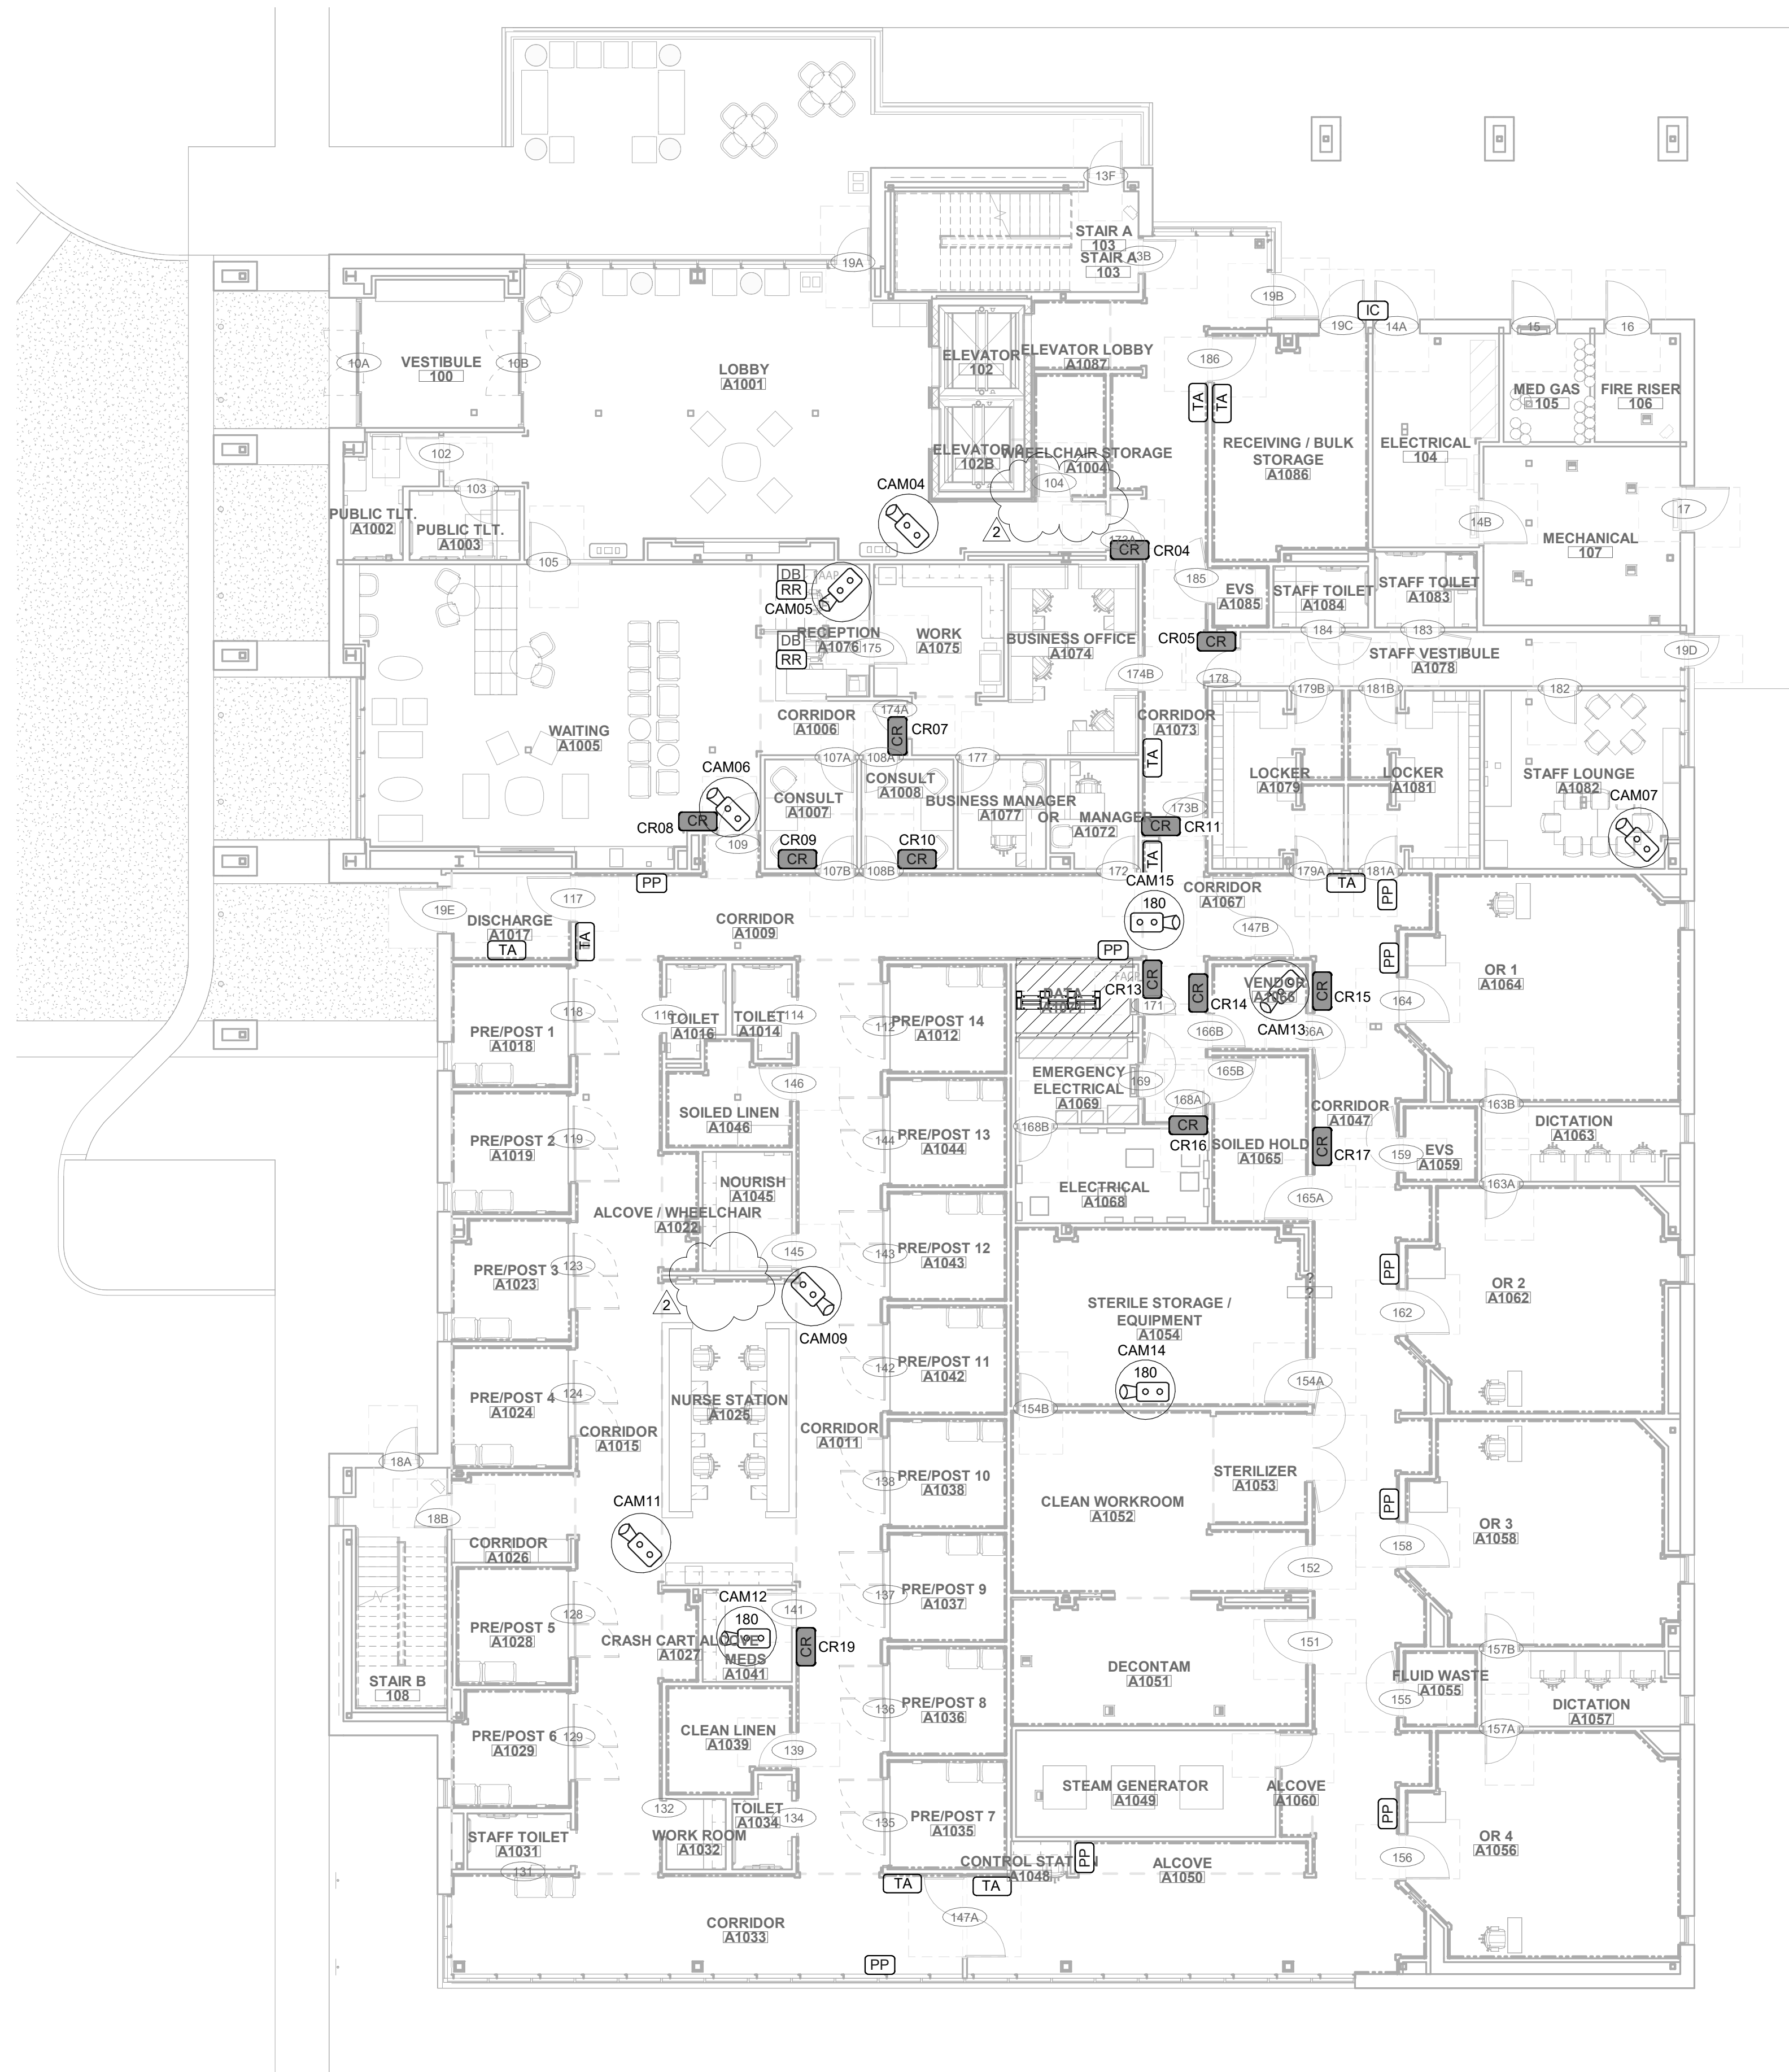 13F
STAIR A
103
STAIR A
103
13B
19A
19B
19C
IC
14A
15
16
10A
VESTIBULE
100
10B
LOBBY
A1001
ELEVATOR
102
ELEVATOR LOBBY
A1087
186
TA
TA
MED GAS
105
FIRE RISER
106
102
103
PUBLIC TLT.
A1002
PUBLIC TLT.
A1003
ELEVATOR 2
102B
WHEELCHAIR STORAGE
A1004
104
RECEIVING / BULK
STORAGE
A1086
ELECTRICAL
104
CAM04
2
173A
CR
CR04
14B
MECHANICAL
107
17
105
DB
RR
CAM05
DB
RR
RECEPTION
A1076
175
WORK
A1075
BUSINESS OFFICE
A1074
185
EVS
A1085
STAFF TOILET
A1084
STAFF TOILET
A1083
CR05
CR
184
183
STAFF VESTIBULE
A1078
19D
174B
178
179B
181B
182
WAITING
A1005
CORRIDOR
A1006
174A
CR
CR07
CORRIDOR
A1073
TA
107A
108A
177
CAM06
CR08
CR
CONSULT
A1007
CONSULT
A1008
BUSINESS MANAGER
A1077
OR MANAGER
A1072
173B
CR
CR11
LOCKER
A1079
LOCKER
A1081
STAFF LOUNGE
A1082
CAM07
109
CR09
CR
CR10
CR
107B
108B
172
TA
179A
TA
181A
PP
PP
19E
117
DISCHARGE
A1017
TA
TA
CORRIDOR
A1009
CAM15
180
CORRIDOR
A1067
147B
PP
PP
CR13
CR
CR
CR14
VENDOR
A1066
CAM13
CR
CR15
166A
166B
171
DATA
OR 1
A1064
164
PRE/POST 1
A1018
118
116
TOILET
A1016
TOILET
A1014
114
112
PRE/POST 14
A1012
EMERGENCY
ELECTRICAL
A1069
169
168A
165B
168B
CR
CR16
SOILED HOLD
A1065
165A
CORRIDOR
A1047
CR
CR17
159
EVS
A1059
163B
DICTATION
A1063
163A
PRE/POST 2
A1019
119
146
SOILED LINEN
A1046
144
PRE/POST 13
A1044
ELECTRICAL
A1068
NOURISH
A1045
ALCOVE / WHEELCHAIR
A1022
145
PRE/POST 3
A1023
123
143
PRE/POST 12
A1043
PP
OR 2
A1062
162
?
?
2
CAM09
STERILE STORAGE /
EQUIPMENT
A1054
CAM14
180
154A
154B
PRE/POST 4
A1024
124
NURSE STATION
A1025
142
PRE/POST 11
A1042
CORRIDOR
A1015
CORRIDOR
A1011
138
PRE/POST 10
A1038
STERILIZER
A1053
CLEAN WORKROOM
A1052
PP
OR 3
A1058
158
152
18A
18B
CAM11
CORRIDOR
A1026
PRE/POST 5
A1028
128
CAM12
180
141
CR
CR19
CRASH CART ALCOVE
A1027
MEDS
A1041
137
PRE/POST 9
A1037
151
157B
DECONTAM
A1051
FLUID WASTE
A1055
155
DICTATION
A1057
157A
STAIR B
108
PRE/POST 6
A1029
129
CLEAN LINEN
A1039
139
136
PRE/POST 8
A1036
STEAM GENERATOR
A1049
ALCOVE
A1060
PP
132
TOILET
A1034
134
WORK ROOM
A1032
STAFF TOILET
A1031
131
135
PRE/POST 7
A1035
OR 4
A1056
156
CONTROL STATION
A1048
PP
ALCOVE
A1050
TA
TA
147A
CORRIDOR
A1033
PP